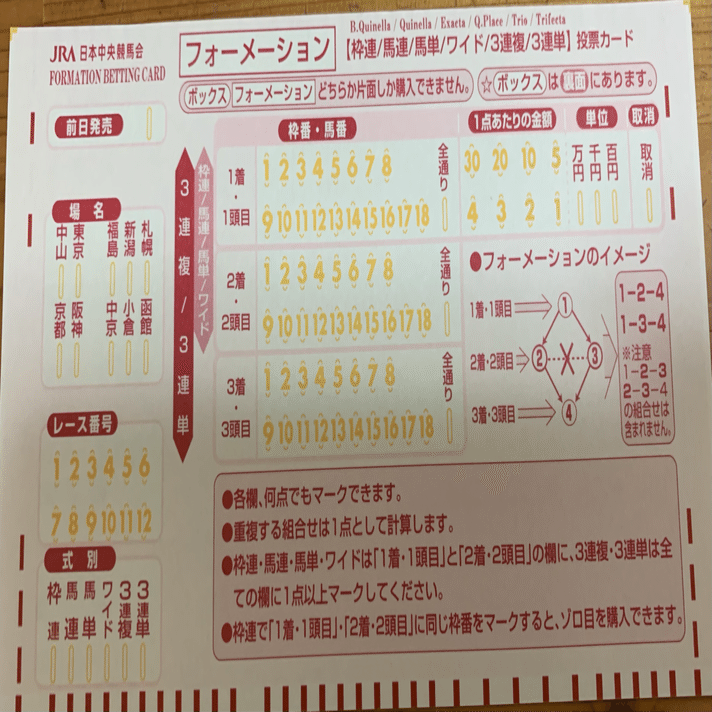 B.Quinella / Quinella / Exacta / Q.Place / Trio / Trifecta
JRA 日本中央競馬会
FORMATION BETTING CARD
フォーメーション
【枠連/馬連/馬単/ワイド/3連複/3連単】投票カード
ボックス フォーメーション どちらか片面しか購入できません。
☆ボックスは裏面にあります。
前日発売
場名
中山 東京 福島 新潟 札幌
京都 阪神 中京 小倉 函館
レース番号
1 2 3 4 5 6
7 8 9 10 11 12
式別
枠連 馬連 馬単 ワイド 3連複 3連単
3連複/3連単
枠連/馬連/馬単/ワイド
枠番・馬番
1着・1頭目
1 2 3 4 5 6 7 8
9 10 11 12 13 14 15 16 17 18
全通り
2着・2頭目
1 2 3 4 5 6 7 8
9 10 11 12 13 14 15 16 17 18
全通り
3着・3頭目
1 2 3 4 5 6 7 8
9 10 11 12 13 14 15 16 17 18
全通り
1点あたりの金額
30 20 10 5
4 3 2 1
単位
万円 千円 百円
取消
取消
●フォーメーションのイメージ
1着・1頭目
2着・2頭目
3着・3頭目
1
2 3
4
1-2-4
1-3-4
※注意
1-2-3
2-3-4
の組合せは
含まれません。
●各欄、何点でもマークできます。
●重複する組合せは1点として計算します。
●枠連・馬連・馬単・ワイドは「1着・1頭目」と「2着・2頭目」の欄に、3連複・3連単は全
ての欄に1点以上マークしてください。
●枠連で「1着・1頭目」・「2着・2頭目」に同じ枠番をマークすると、ゾロ目を購入できます。